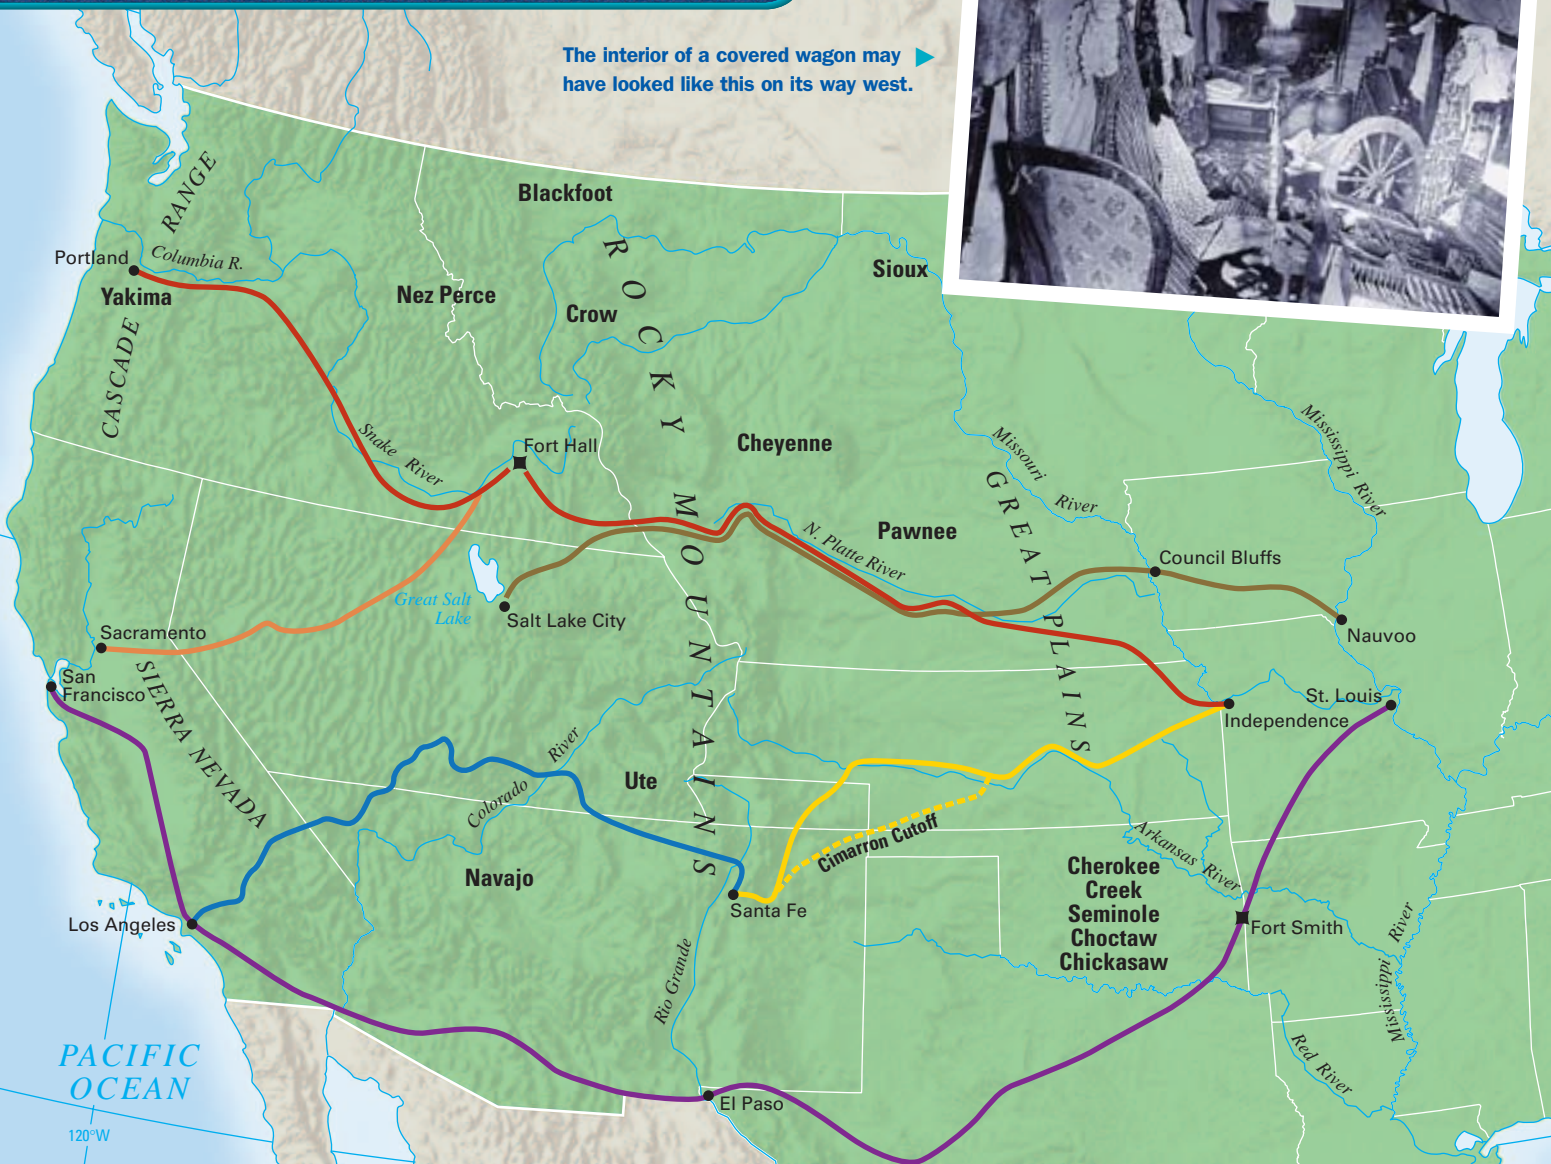 The interior of a covered wagon may
have looked like this on its way west.
Blackfoot
CASCADE RANGE
ROCKY MOUNTAINS
Portland
Columbia R.
Yakima
Nez Perce
Crow
Sioux
Snake River
Fort Hall
Cheyenne
Missouri River
Mississippi River
GREAT PLAINS
Pawnee
N. Platte River
Council Bluffs
Great Salt
Lake
Salt Lake City
Nauvoo
Sacramento
San
Francisco
SIERRA NEVADA
St. Louis
Independence
Colorado River
Ute
Cimarron Cutoff
Arkansas River
Navajo
Cherokee
Creek
Seminole
Choctaw
Chickasaw
Santa Fe
Los Angeles
Fort Smith
Mississippi River
Rio Grande
Red River
PACIFIC
OCEAN
El Paso
120°W